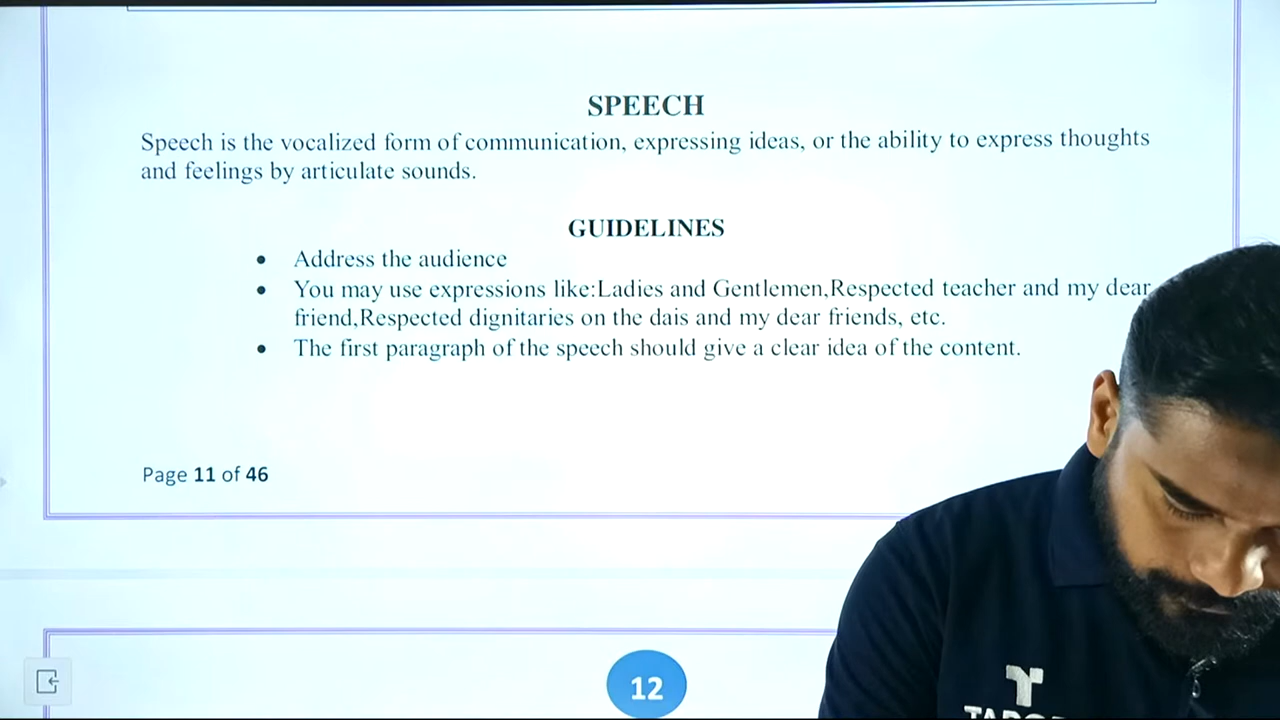 SPEECH
Speech is the vocalized form of communication, expressing ideas, or the ability to express thoughts
and feelings by articulate sounds.
GUIDELINES
• Address the audience
• You may use expressions like:Ladies and Gentlemen,Respected teacher and my dear
friend,Respected dignitaries on the dais and my dear friends, etc.
• The first paragraph of the speech should give a clear idea of the content.
Page 11 of 46
12